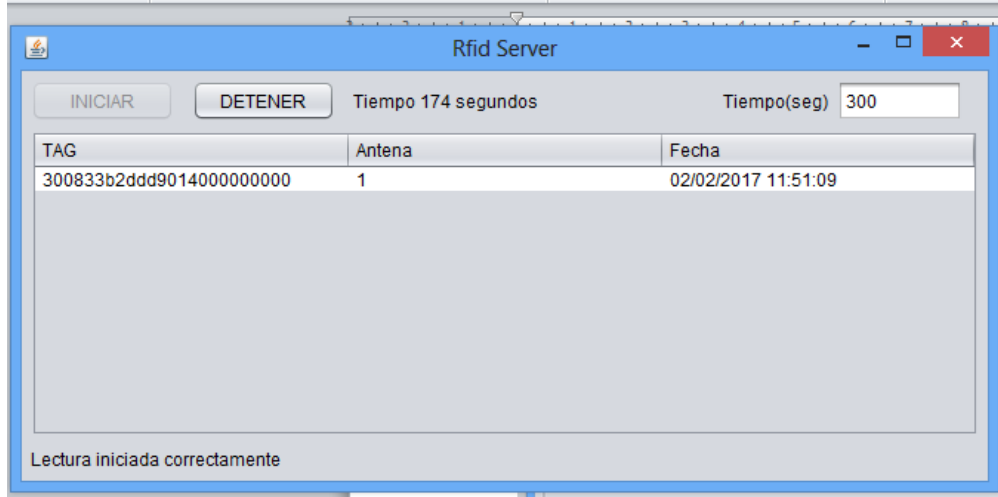 Rfid Server
INICIAR DETENER Tiempo 174 segundos Tiempo(seg) 300
TAG Antena Fecha
300833b2ddd9014000000000 1 02/02/2017 11:51:09
Lectura iniciada correctamente